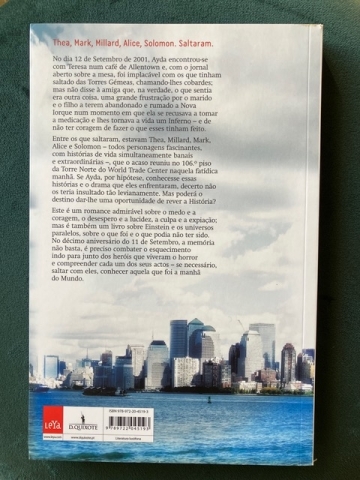 Thea, Mark, Millard, Alice, Solomon. Saltaram.
No dia 12 de Setembro de 2001, Ayda encontrou-se
com Teresa num café de Allentown e, com o jornal
aberto sobre a mesa, foi implacável com os que tinham
saltado das Torres Gémeas, chamando-lhes cobardes;
mas não disse à amiga que, na verdade, o que sentia
era outra coisa, uma grande frustração por o marido
e o filho a terem abandonado e rumado a Nova
Iorque num momento em que ela se recusava a tomar
a medicação e lhes tornava a vida um inferno – e de
não ter coragem de fazer o que esses tinham feito.
Entre os que saltaram, estavam Thea, Millard, Mark,
Alice e Solomon – todos personagens fascinantes,
com histórias de vida simultaneamente banais
e extraordinárias –, que o acaso reuniu no 106.º piso
da Torre Norte do World Trade Center naquela fatídica
manhã. Se Ayda, por hipótese, conhecesse essas
histórias e o drama que eles enfrentaram, decerto não
os teria insultado tão levianamente. Mas poderá o
destino dar-lhe uma oportunidade de rever a História?
Este é um romance admirável sobre o medo e a
coragem, o desespero e a lucidez, a culpa e a expiação;
mas é também um livro sobre Einstein e os universos
paralelos, sobre o que foi e o que podia não ter sido.
No décimo aniversário do 11 de Setembro, a memória
não basta, é preciso combater o esquecimento
indo para junto dos heróis que viveram o horror
e compreender cada um dos seus actos – se necessário,
saltar com eles, conhecer aquela que foi a manhã
do Mundo.
LEYA
D. QUIXOTE